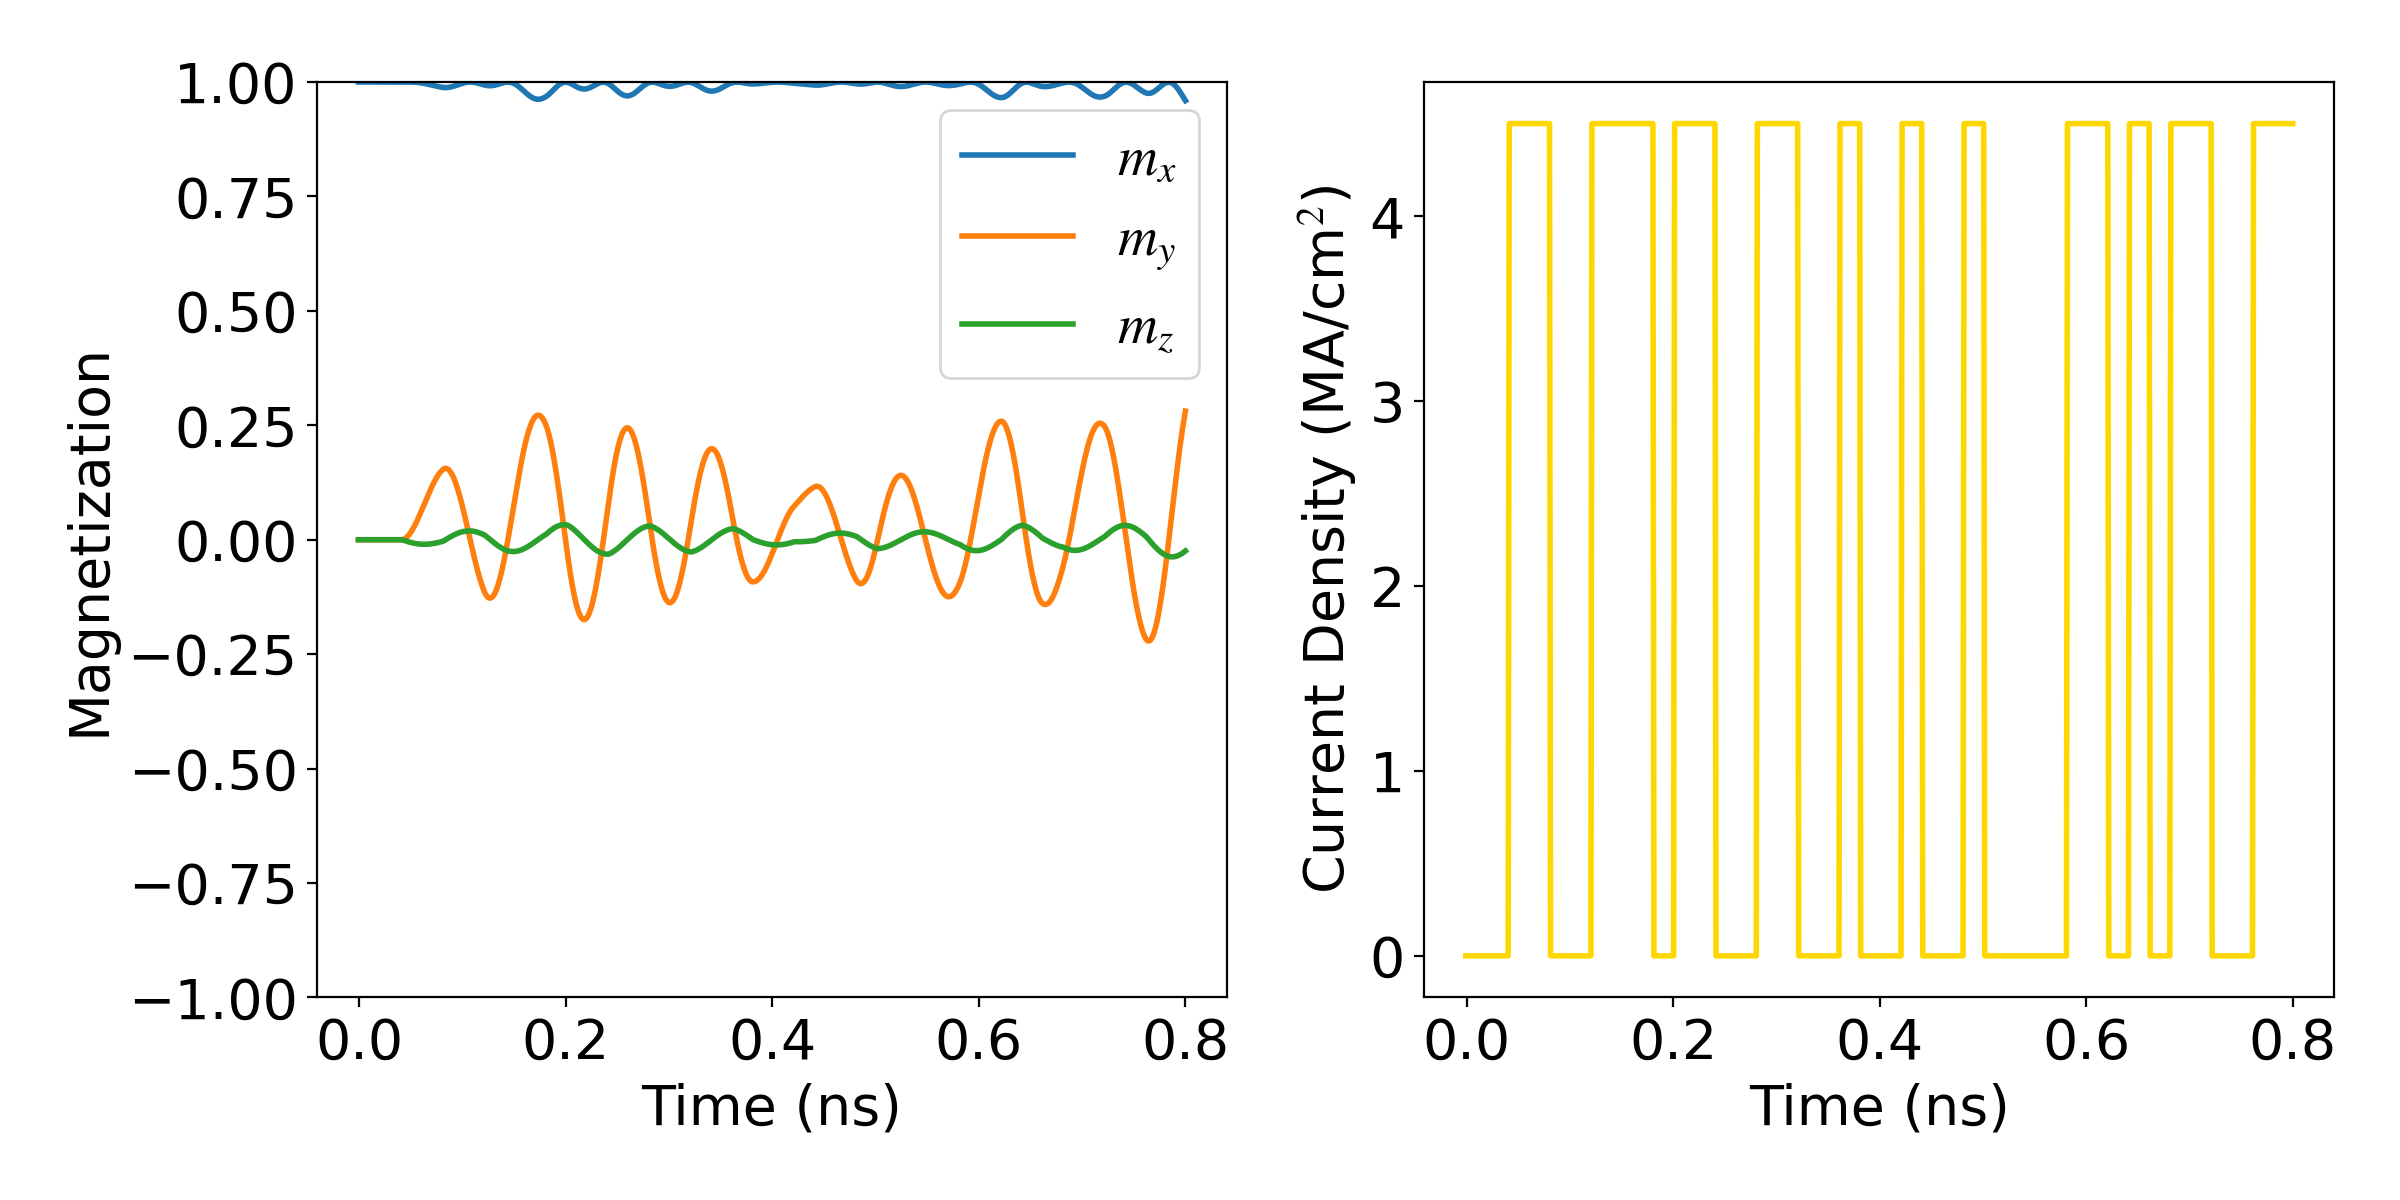 1.00
0.75
0.50
0.25
0.00
−0.25
−0.50
−0.75
−1.00
Magnetization
0.0 0.2 0.4 0.6 0.8
Time (ns)
mₓ
m_y
m_z
Current Density (MA/cm²)
4
3
2
1
0
0.0 0.2 0.4 0.6 0.8
Time (ns)